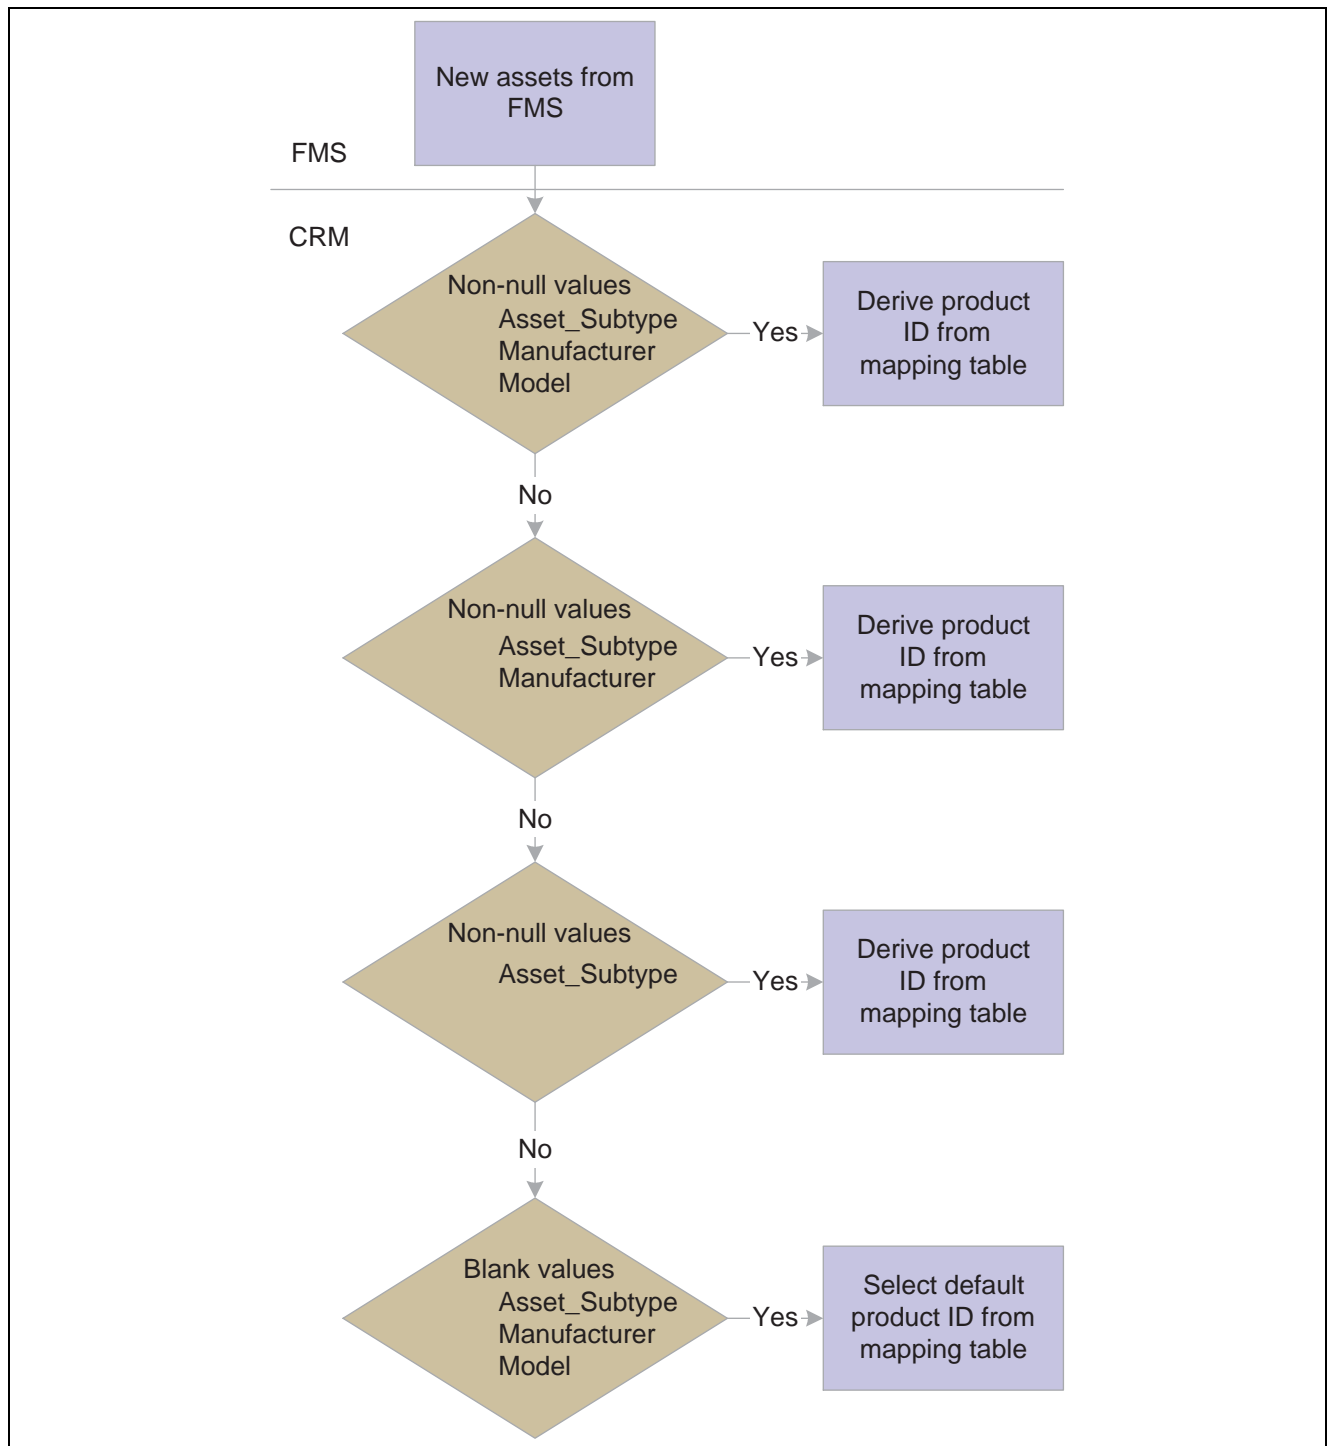 New assets from
FMS
FMS
CRM
Non-null values
Asset_Subtype
Manufacturer
Model
Yes
Derive product
ID from
mapping table
No
Non-null values
Asset_Subtype
Manufacturer
Yes
Derive product
ID from
mapping table
No
Non-null values
Asset_Subtype
Yes
Derive product
ID from
mapping table
No
Blank values
Asset_Subtype
Manufacturer
Model
Yes
Select default
product ID from
mapping table